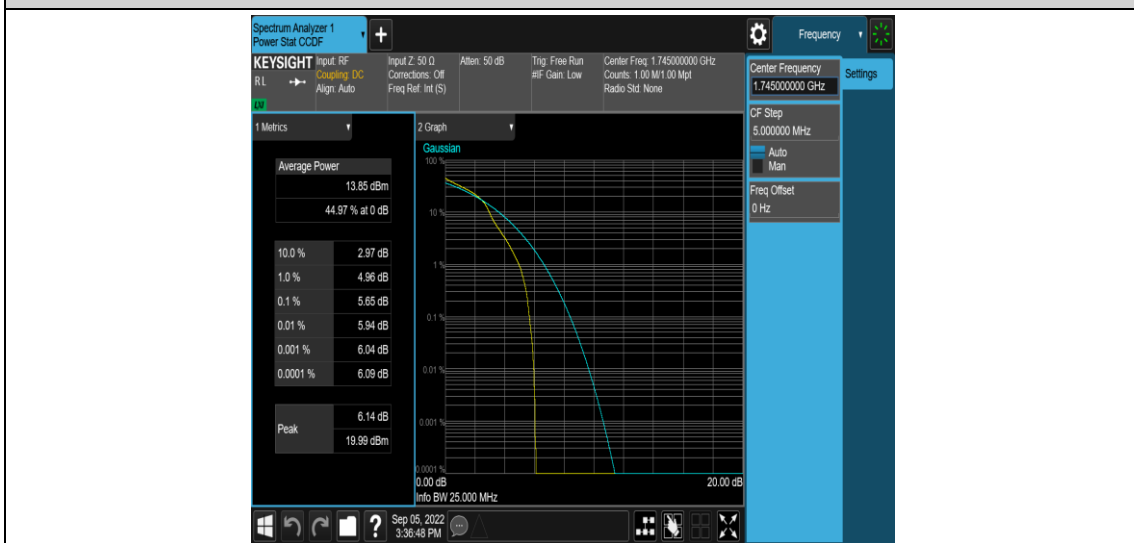 Spectrum Analyzer 1
Power Stat CCDF
+
Frequency
KEYSIGHT
RL
LXI
Input: RF
Coupling: DC
Align: Auto
Input Z: 50 Ω
Corrections: Off
Freq Ref: Int (S)
Atten: 50 dB
Trig: Free Run
#IF Gain: Low
Center Freq: 1.745000000 GHz
Counts: 1.00 M/1.00 Mpt
Radio Std: None
Center Frequency
1.745000000 GHz
Settings
CF Step
5.000000 MHz
Auto
Man
Freq Offset
0 Hz
1 Metrics
Average Power
13.85 dBm
44.97 % at 0 dB
10.0 % 2.97 dB
1.0 % 4.96 dB
0.1 % 5.65 dB
0.01 % 5.94 dB
0.001 % 6.04 dB
0.0001 % 6.09 dB
Peak
6.14 dB
19.99 dBm
2 Graph
Gaussian
100 %
10 %
1 %
0.1 %
0.01 %
0.001 %
0.0001 %
0.00 dB 20.00 dB
Info BW 25.000 MHz
?
Sep 05, 2022
3:36:48 PM